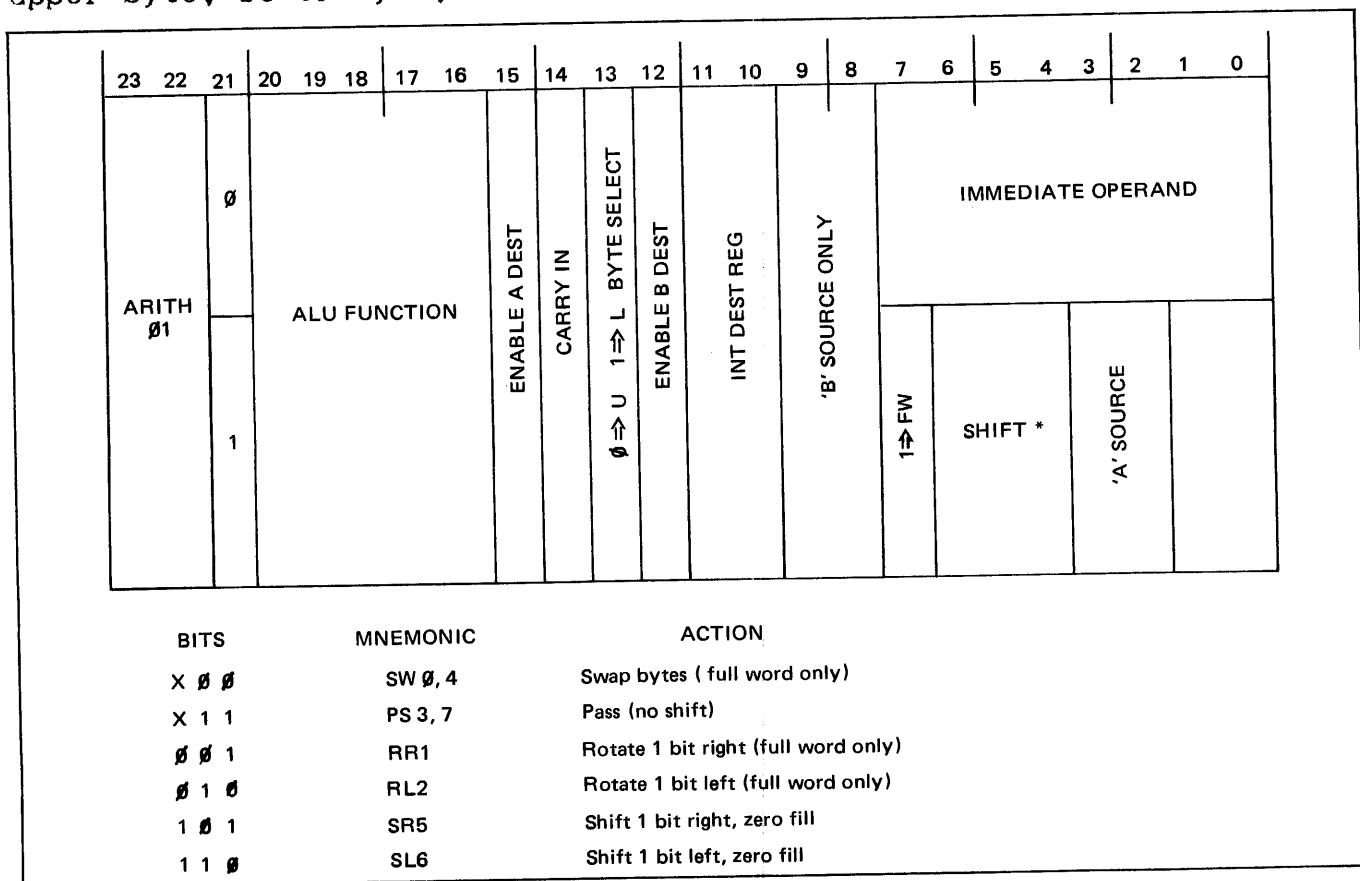 23 22 21 20 19 18 17 16 15 14 13 12 11 10 9 8 7 6 5 4 3 2 1 0
ARITH
Ø1
Ø
1
ALU FUNCTION
ENABLE A DEST
CARRY IN
Ø⇒U 1⇒L BYTE SELECT
ENABLE B DEST
INT DEST REG
'B' SOURCE ONLY
IMMEDIATE OPERAND
1⇒FW
SHIFT *
'A' SOURCE
BITS MNEMONIC ACTION
X Ø Ø SW Ø, 4 Swap bytes ( full word only)
X 1 1 PS 3, 7 Pass (no shift)
Ø Ø 1 RR1 Rotate 1 bit right (full word only)
Ø 1 Ø RL2 Rotate 1 bit left (full word only)
1 Ø 1 SR5 Shift 1 bit right, zero fill
1 1 Ø SL6 Shift 1 bit left, zero fill